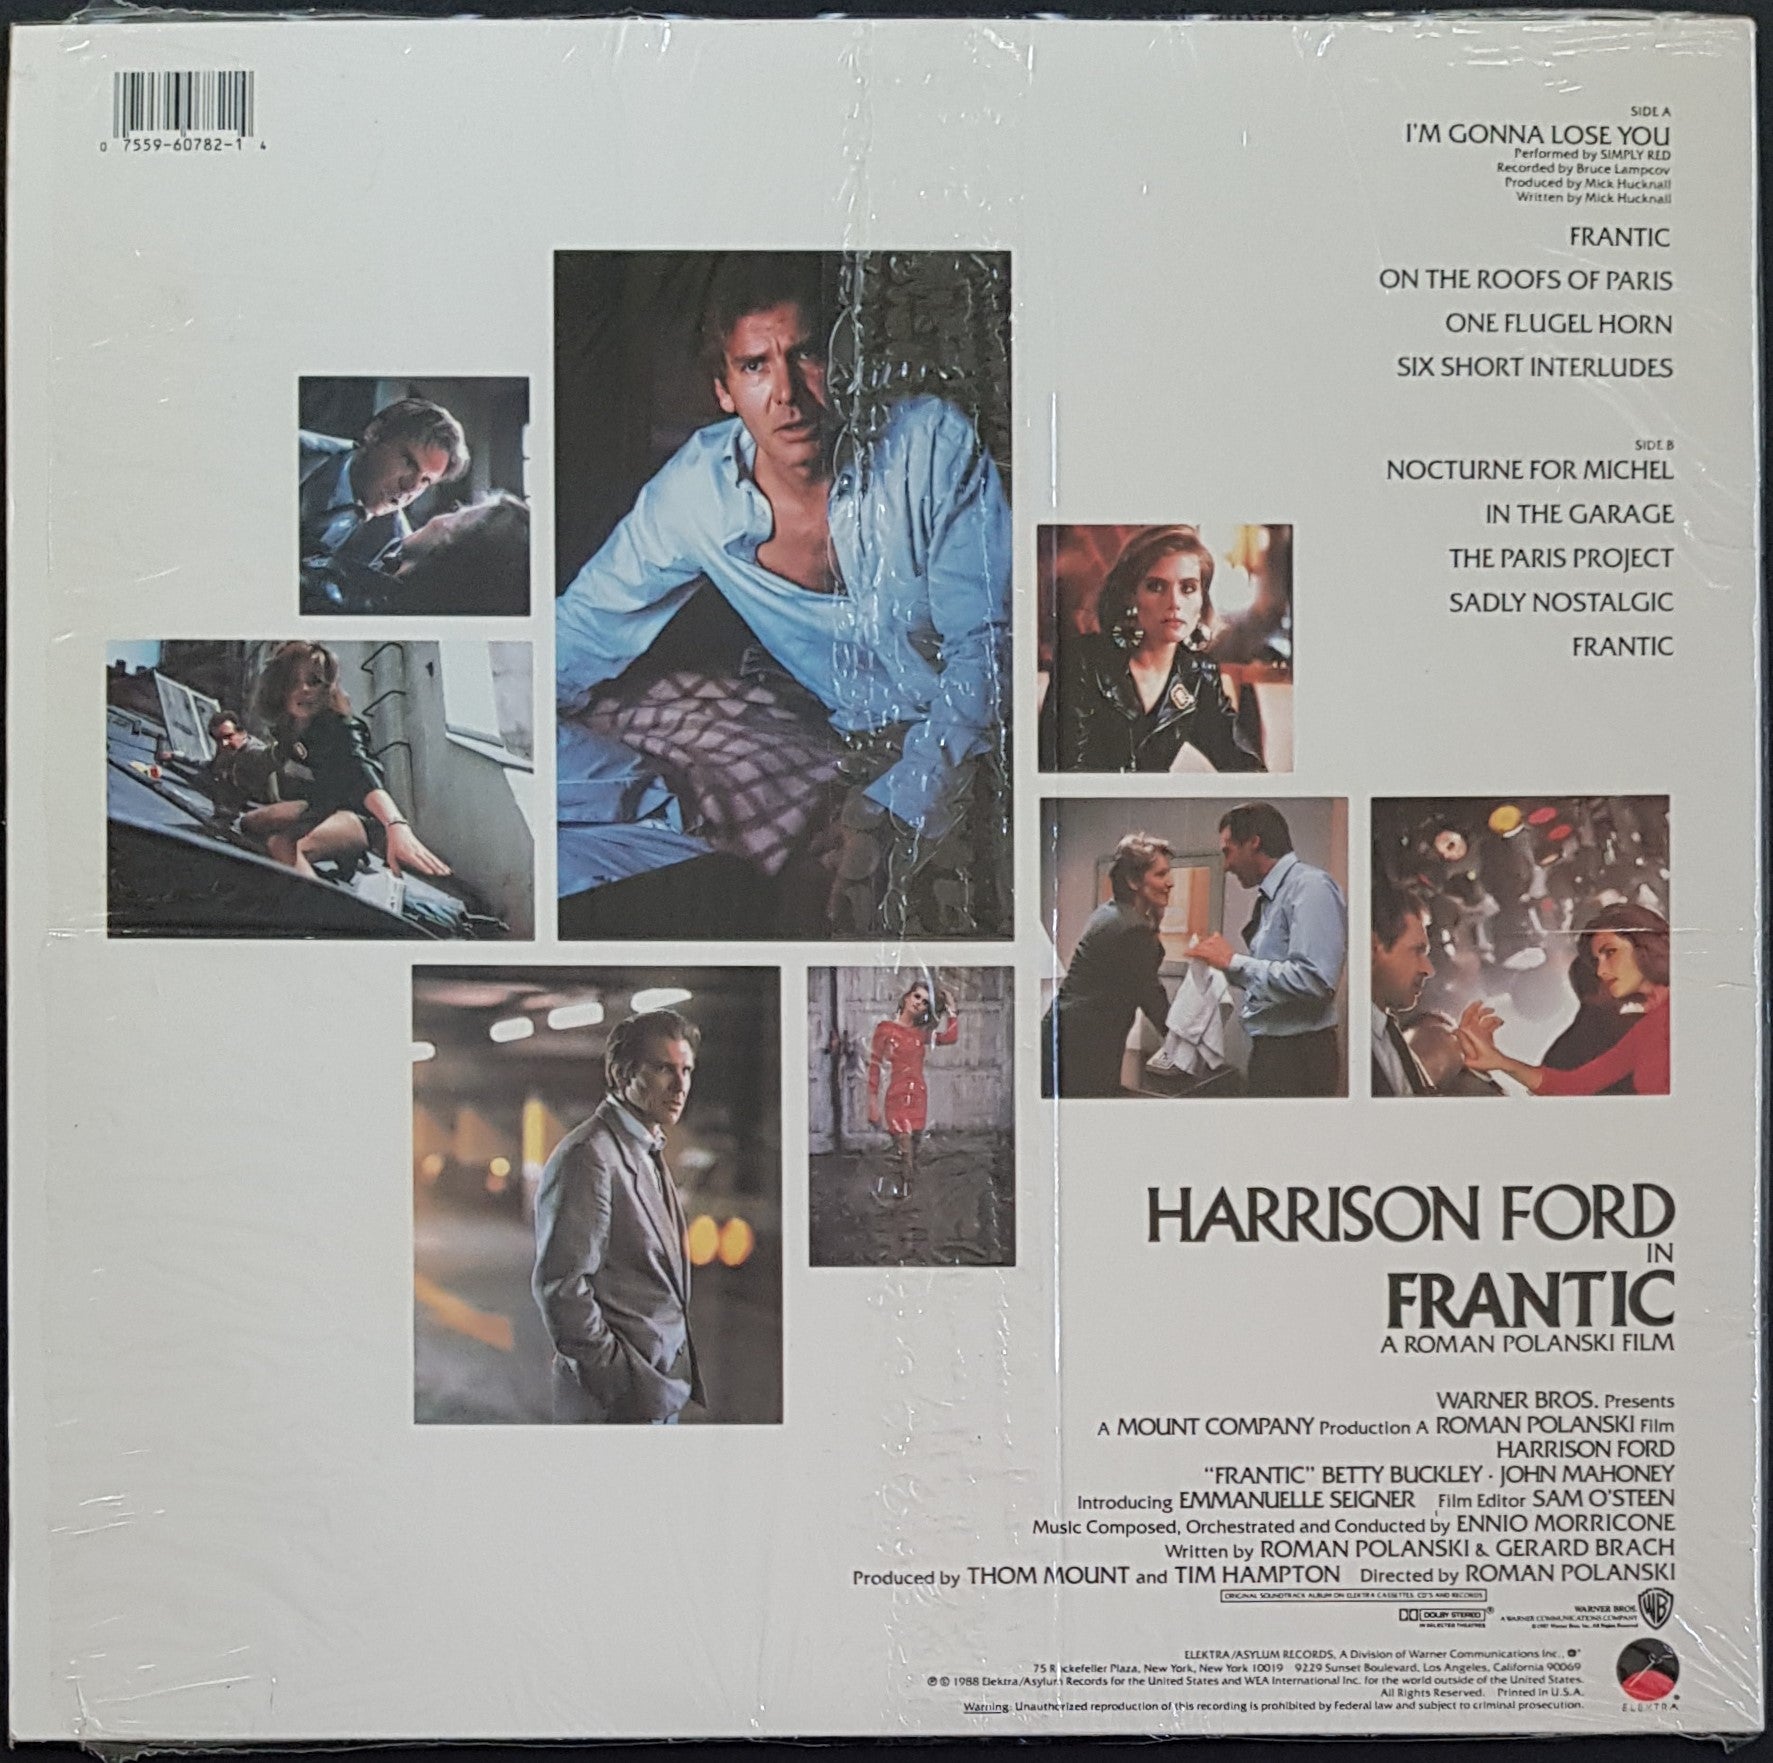 0 7559-60782-1 4
SIDE A
I'M GONNA LOSE YOU
Performed by SIMPLY RED
Recorded by Bruce Lampcov
Produced by Mick Hucknall
Written by Mick Hucknall
FRANTIC
ON THE ROOFS OF PARIS
ONE FLUGEL HORN
SIX SHORT INTERLUDES
SIDE B
NOCTURNE FOR MICHEL
IN THE GARAGE
THE PARIS PROJECT
SADLY NOSTALGIC
FRANTIC
HARRISON FORD
IN
FRANTIC
A ROMAN POLANSKI FILM
WARNER BROS. Presents
A MOUNT COMPANY Production A ROMAN POLANSKI Film
HARRISON FORD
"FRANTIC" BETTY BUCKLEY · JOHN MAHONEY
Introducing EMMANUELLE SEIGNER Film Editor SAM O'STEEN
Music Composed, Orchestrated and Conducted by ENNIO MORRICONE
Written by ROMAN POLANSKI & GERARD BRACH
Produced by THOM MOUNT and TIM HAMPTON Directed by ROMAN POLANSKI
ORIGINAL SOUNDTRACK ALBUM ON ELEKTRA CASSETTES, CD'S AND RECORDS
DOLBY STEREO ®
IN SELECTED THEATRES
WARNER BROS.
A WARNER COMMUNICATIONS COMPANY
WB
ELEKTRA/ASYLUM RECORDS, A Division of Warner Communications Inc.,
75 Rockefeller Plaza, New York, New York 10019 9229 Sunset Boulevard, Los Angeles, California 90069
℗ © 1988 Elektra/Asylum Records for the United States and WEA International Inc. for the world outside of the United States.
All Rights Reserved. Printed in U.S.A.
Warning: Unauthorized reproduction of this recording is prohibited by Federal law and subject to criminal prosecution.
ELEKTRA